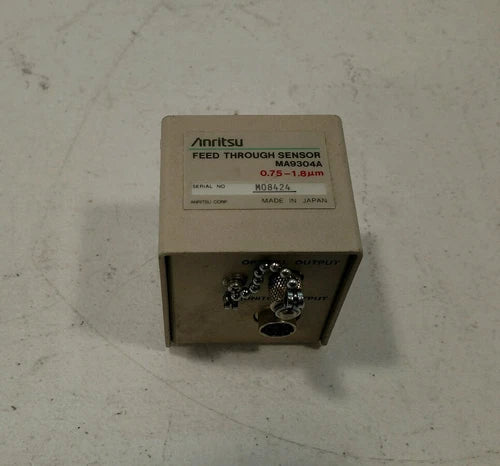 Anritsu
FEED THROUGH SENSOR
MA9304A
0.75-1.8μm
SERIAL NO M08424
ANRITSU CORP. MADE IN JAPAN
OUTPUT